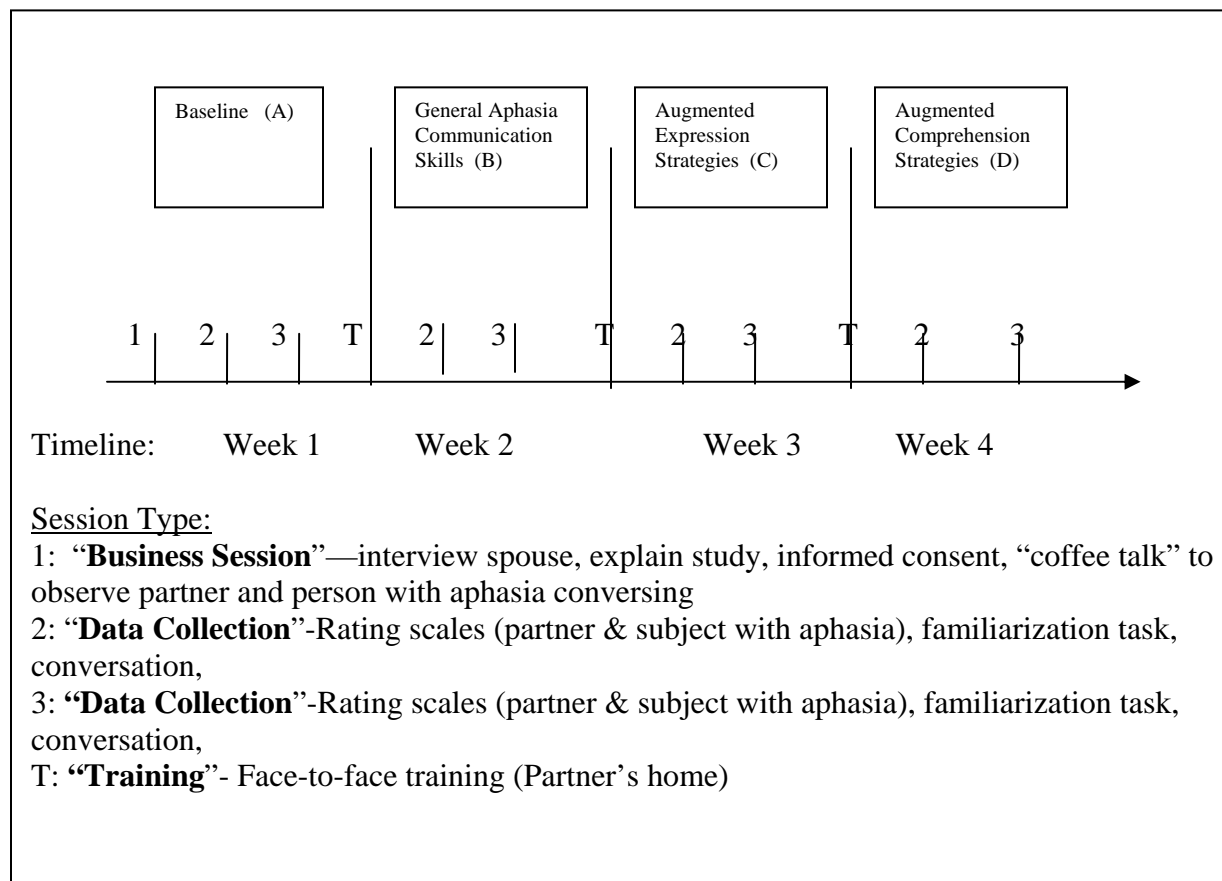 Baseline (A)
General Aphasia
Communication
Skills (B)
Augmented
Expression
Strategies (C)
Augmented
Comprehension
Strategies (D)
1 2 3 T 2 3 T 2 3 T 2 3
Timeline: Week 1 Week 2 Week 3 Week 4
Session Type:
1: “Business Session”—interview spouse, explain study, informed consent, “coffee talk” to
observe partner and person with aphasia conversing
2: “Data Collection”-Rating scales (partner & subject with aphasia), familiarization task,
conversation,
3: “Data Collection”-Rating scales (partner & subject with aphasia), familiarization task,
conversation,
T: “Training”- Face-to-face training (Partner’s home)